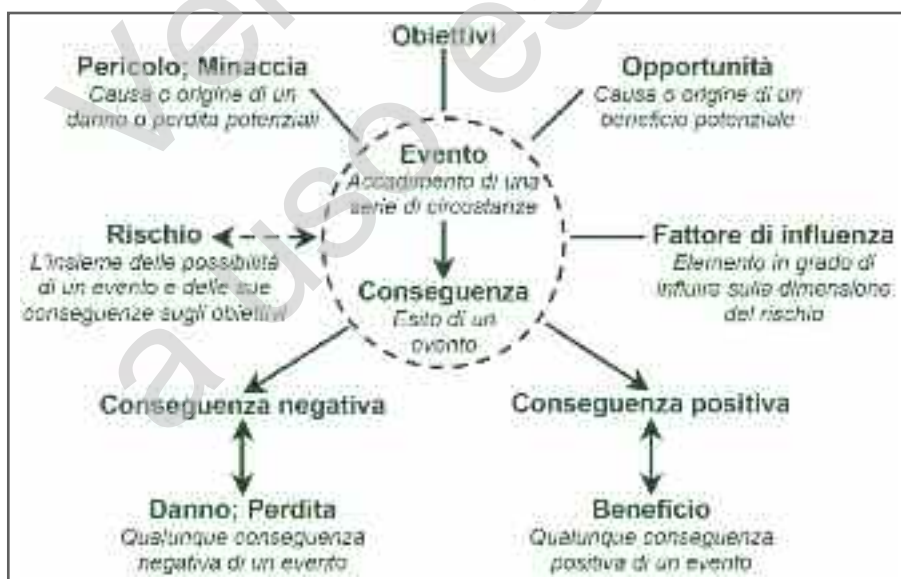 Obiettivi
Pericolo; Minaccia
Causa o origine di un
danno o perdita potenziali
Opportunità
Causa o origine di un
beneficio potenziale
Evento
Accadimento di una
serie di circostanze
Rischio
L'insieme delle possibilità
di un evento e delle sue
conseguenze sugli obiettivi
Fattore di influenza
Elemento in grado di
influire sulla dimensione
del rischio
Conseguenza
Esito di un
evento
Conseguenza negativa
Conseguenza positiva
Danno; Perdita
Qualunque conseguenza
negativa di un evento
Beneficio
Qualunque conseguenza
positiva di un evento
a uso es